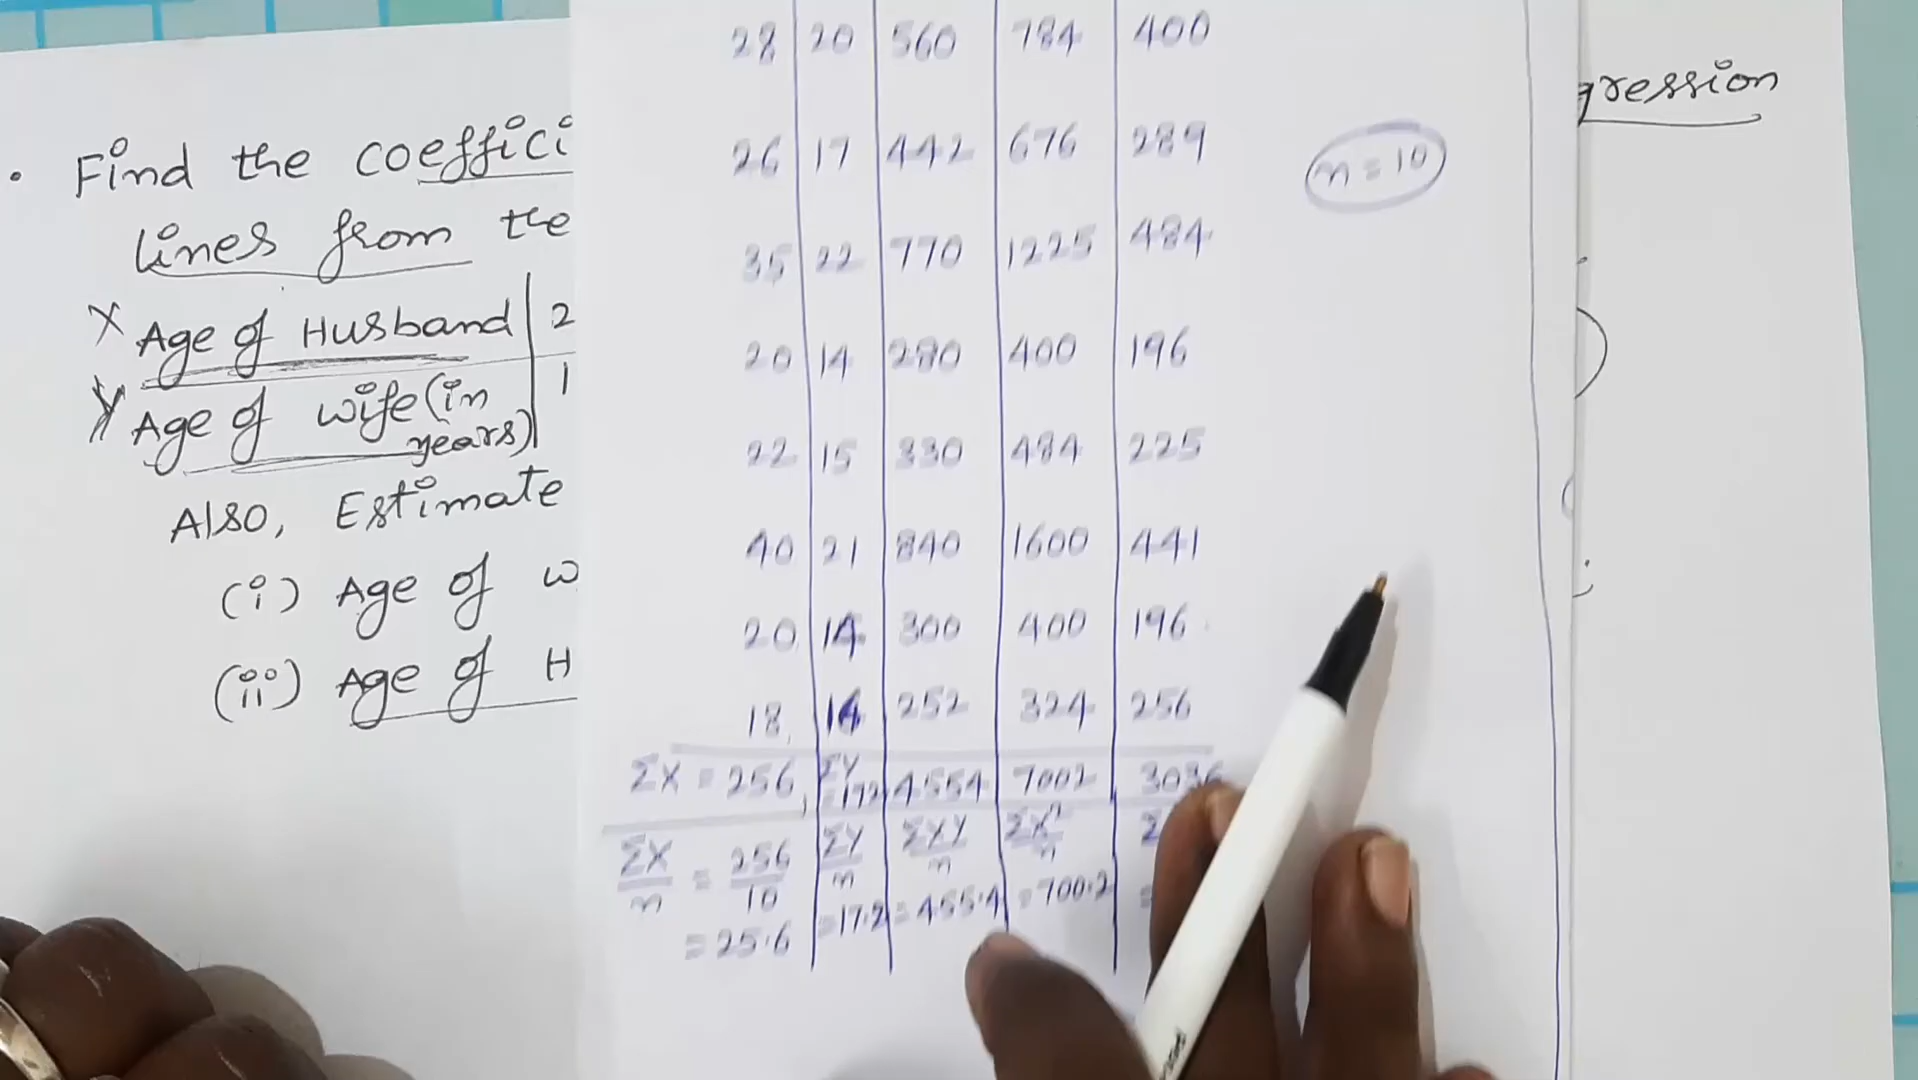 Find the coeffici
lines from the
X Age of Husband 2
Y Age of wife (in 1
years)
Also, Estimate
(i) Age of w
(ii) Age of H
28 20 560 784 400
26 17 442 676 289
35 22 770 1225 484
20 14 280 400 196
22 15 330 484 225
40 21 840 1600 441
20 14 300 400 196
18 252 324 256
ΣX = 256 ΣY = 172 4554 7002 3036
ΣX/n = 256/10 ΣY/n ΣXY/n ΣX²/n Σ
= 25.6 = 17.2 = 455.4 = 700.2 =
n = 10
gression